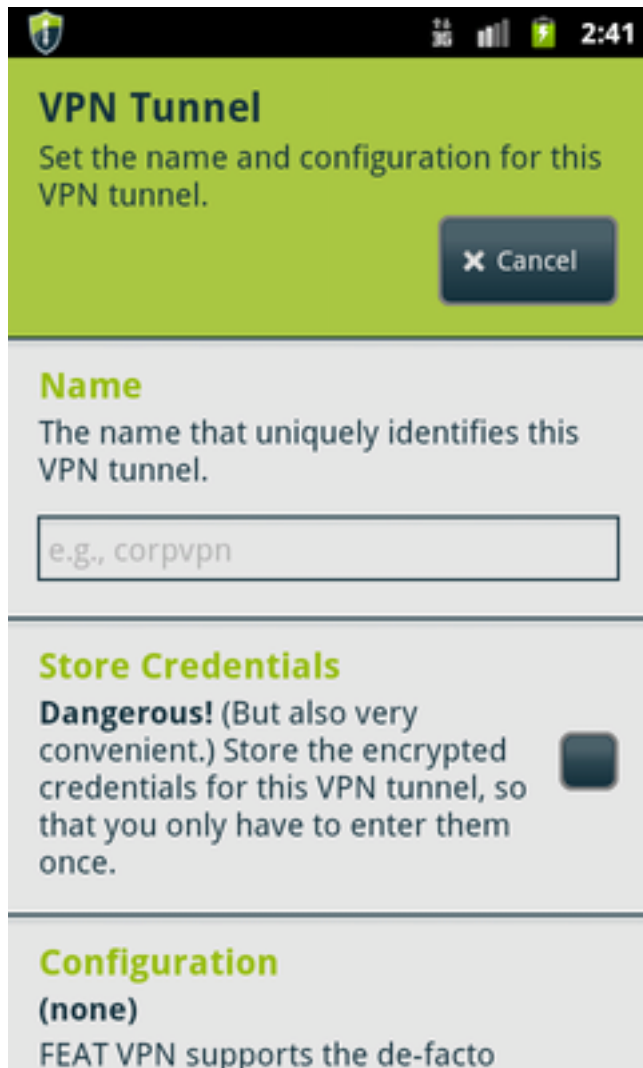 3G 2:41
VPN Tunnel
Set the name and configuration for this
VPN tunnel.
Cancel
Name
The name that uniquely identifies this
VPN tunnel.
e.g., corpvpn
Store Credentials
Dangerous! (But also very
convenient.) Store the encrypted
credentials for this VPN tunnel, so
that you only have to enter them
once.
Configuration
(none)
FEAT VPN supports the de-facto